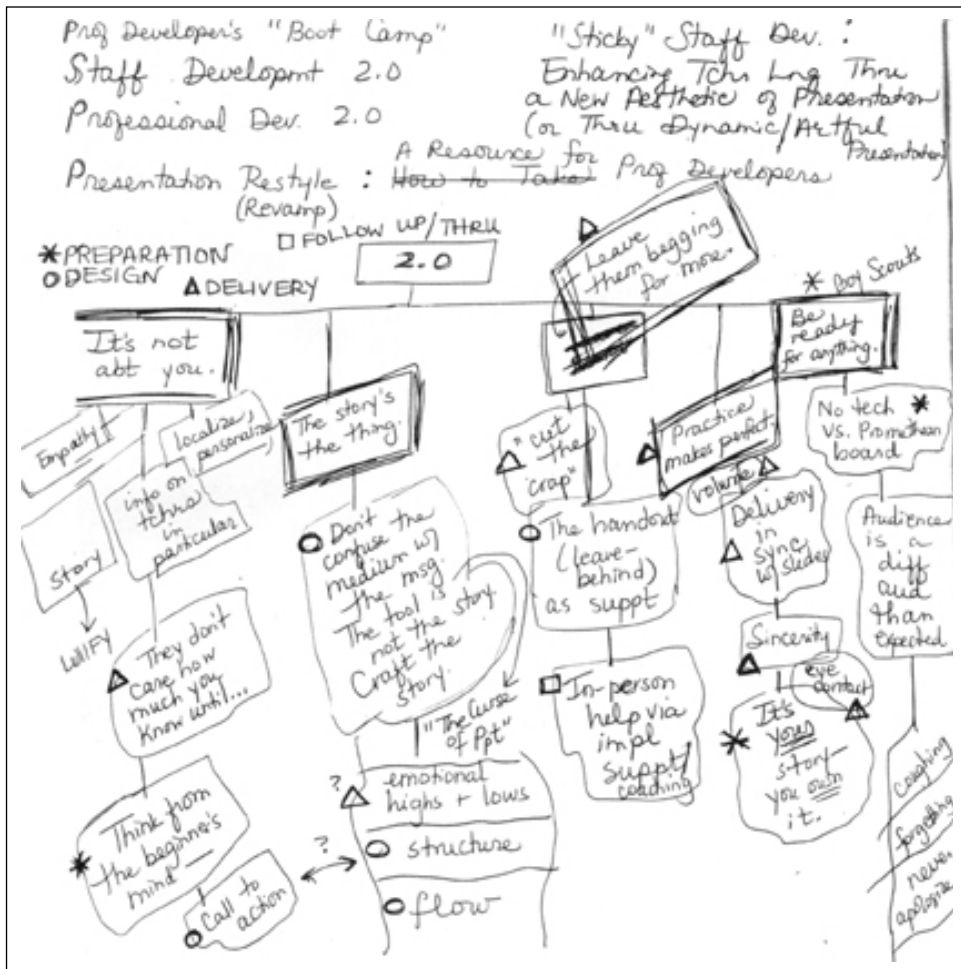 Prof Developer's "Boot Camp"
Staff Developmt 2.0
Professional Dev. 2.0
"Sticky" Staff Dev. :
Enhancing Tchr Lrng Thru
a New Aesthetic of Presentation
(or Thru Dynamic/Artful
Presentation)
A Resource for
Presentation Restyle : How to Take Prof Developers
(Revamp)
* PREPARATION
O DESIGN
△ DELIVERY
□ FOLLOW UP/THRU
2.0
It's not
abt you.
Empathy
localize,
personalize
story
info on
tchrs
in
particular
They don't
care how
much you
know until...
* Think from
the beginner's
mind
Call to
action
?
The story's
the thing.
Don't
confuse the
medium w/
the msg.
The tool is
not the story.
Craft the
story.
"The Curse
of Ppt"
?
emotional
highs + lows
structure
flow
Leave
them begging
for more.
"cut
the
crap"
The handout
(leave-
behind)
as suppt
In-person
help via
impl
suppt/
coaching
Practice
makes perfect.
volume
Delivery
in
sync
w/ slides
Sincerity
eye
contact
* It's
yours
story—
you own
it.
* Boy Scouts
Be
ready
for anything.
No tech *
vs. Promethean
board
Audience
is a
diff
aud
than
expected
coughing
forgetting
never
apologize